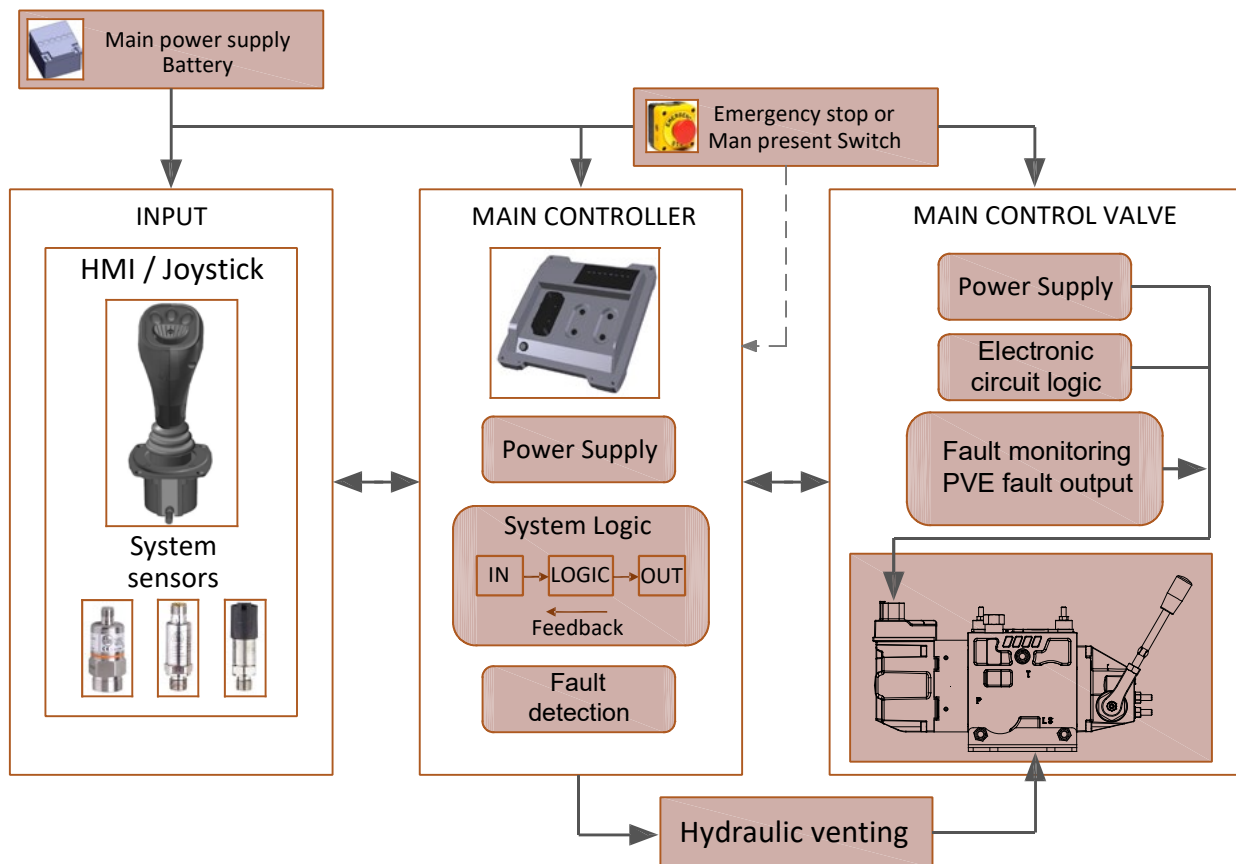 Main power supply
Battery
Emergency stop or
Man present Switch
INPUT
HMI / Joystick
System
sensors
MAIN CONTROLLER
Power Supply
System Logic
IN
LOGIC
OUT
Feedback
Fault
detection
MAIN CONTROL VALVE
Power Supply
Electronic
circuit logic
Fault monitoring
PVE fault output
P
T
LS
Hydraulic venting